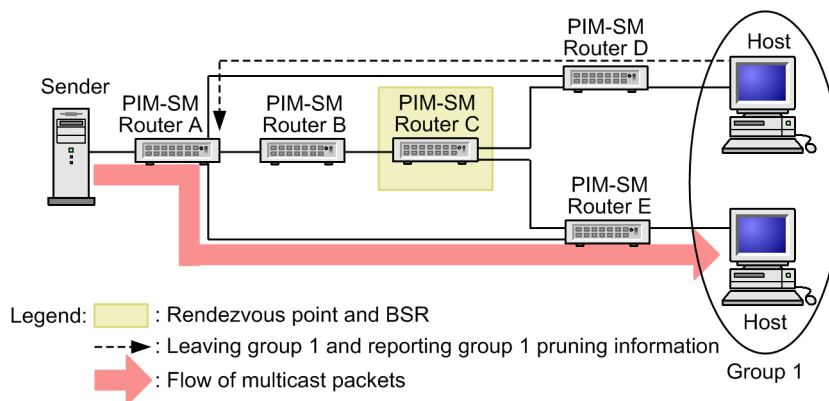 PIM-SM
Router D
Host
Sender
PIM-SM
Router A
PIM-SM
Router B
PIM-SM
Router C
PIM-SM
Router E
Host
Group 1
Legend: : Rendezvous point and BSR
: Leaving group 1 and reporting group 1 pruning information
: Flow of multicast packets